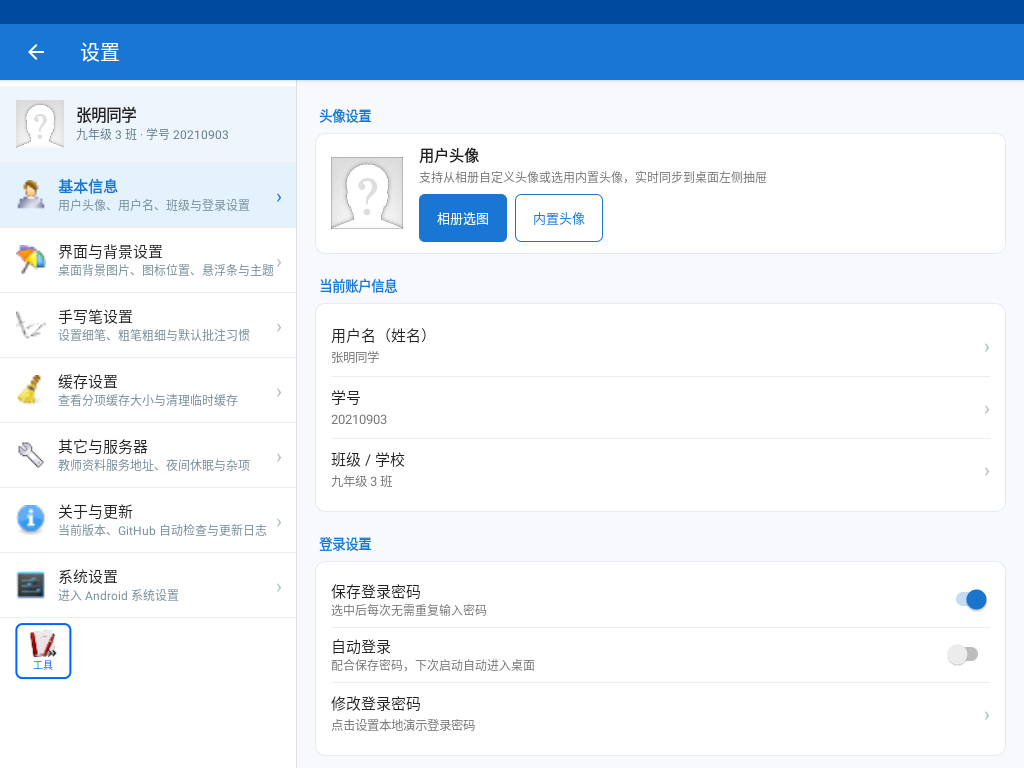 设置
张明同学
九年级 3 班 · 学号 20210903
基本信息
用户头像、用户名、班级与登录设置
界面与背景设置
桌面背景图片、图标位置、悬浮条与主题
手写笔设置
设置细笔、粗笔粗细与默认批注习惯
缓存设置
查看分项缓存大小与清理临时缓存
其它与服务器
教师资料服务地址、夜间休眠与杂项
关于与更新
当前版本、GitHub 自动检查与更新日志
系统设置
进入 Android 系统设置
工具
头像设置
用户头像
支持从相册自定义头像或选用内置头像，实时同步到桌面左侧抽屉
相册选图
内置头像
当前账户信息
用户名（姓名）
张明同学
学号
20210903
班级 / 学校
九年级 3 班
登录设置
保存登录密码
选中后每次无需重复输入密码
自动登录
配合保存密码，下次启动自动进入桌面
修改登录密码
点击设置本地演示登录密码